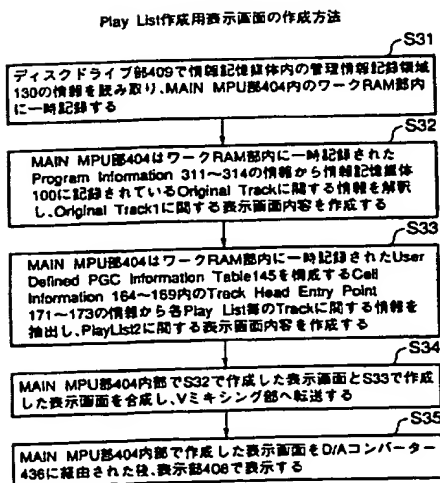 Play List作成用表示画面の作成方法
S31
ディスクドライブ部409で情報記憶媒体内の管理情報記録領域
130の情報を読み取り、MAIN MPU部404内のワークRAM部内
に一時記録する
S32
MAIN MPU部404はワークRAM部内に一時記録された
Program Information 311〜314の情報から情報記憶媒体
100に記録されているOriginal Trackに関する情報を解釈
し、Original Track1に関する表示画面内容を作成する
S33
MAIN MPU部404はワークRAM部内に一時記録されたUser
Defined PGC Information Table145を構成するCell
Information 164〜169内のTrack Head Entry Point
171〜173の情報から各Play List毎のTrackに関する情報を
抽出し、PlayList2に関する表示画面内容を作成する
S34
MAIN MPU部404内部でS32で作成した表示画面とS33で作
成した表示画面を合成し、Vミキシング部へ転送する
S35
MAIN MPU部404内部で作成した表示画面をD/Aコンバーター
436に経由された後、表示部408で表示する